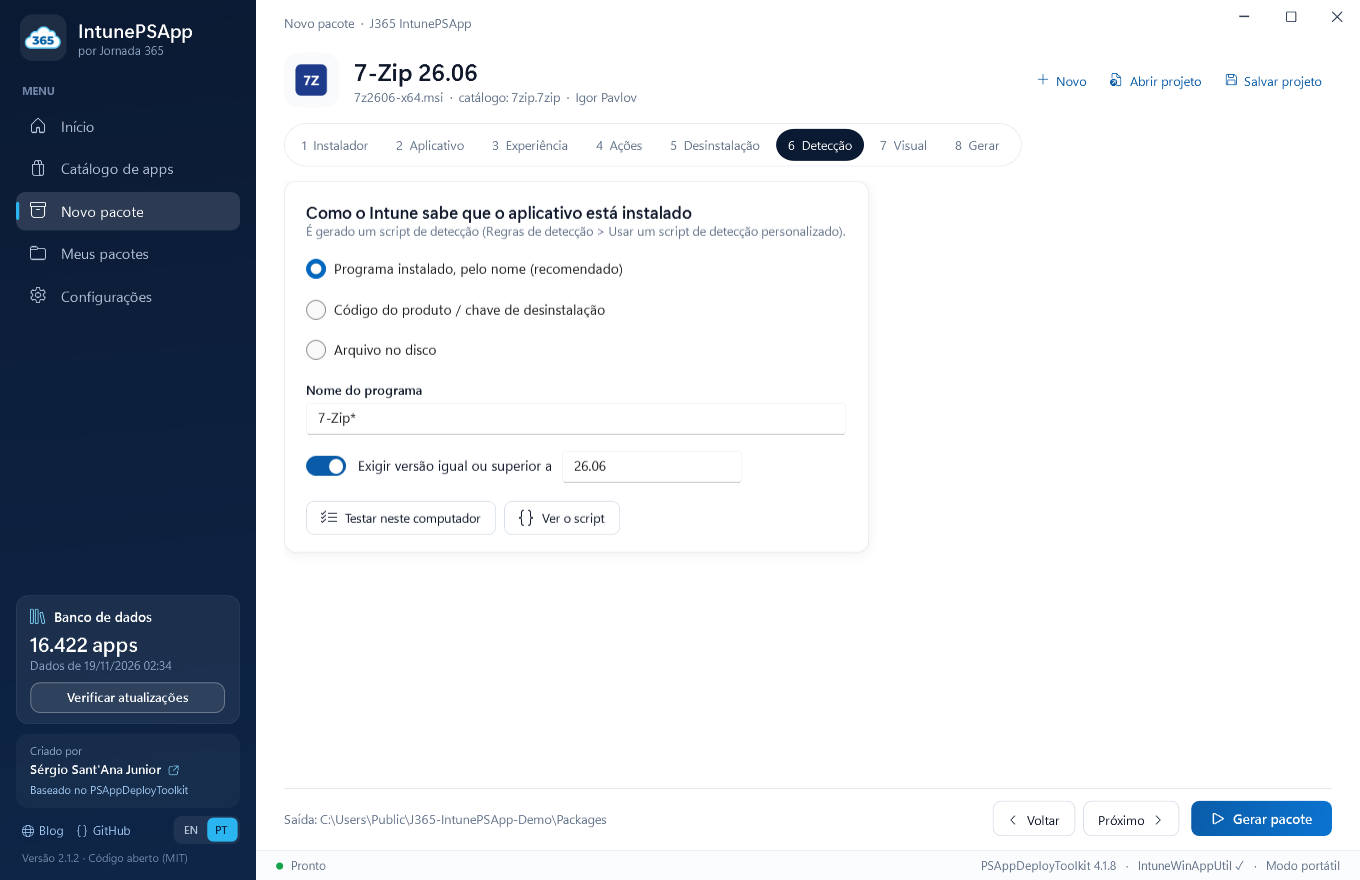 365
IntunePSApp
por Jornada 365
MENU
Início
Catálogo de apps
Novo pacote
Meus pacotes
Configurações
Banco de dados
16.422 apps
Dados de 19/11/2026 02:34
Verificar atualizações
Criado por
Sérgio Sant'Ana Junior
Baseado no PSAppDeployToolkit
Blog
{ } GitHub
EN
PT
Versão 2.1.2 · Código aberto (MIT)
Novo pacote · J365 IntunePSApp
7Z
7-Zip 26.06
7z2606-x64.msi · catálogo: 7zip.7zip · Igor Pavlov
Novo
Abrir projeto
Salvar projeto
1 Instalador
2 Aplicativo
3 Experiência
4 Ações
5 Desinstalação
6 Detecção
7 Visual
8 Gerar
Como o Intune sabe que o aplicativo está instalado
É gerado um script de detecção (Regras de detecção > Usar um script de detecção personalizado).
Programa instalado, pelo nome (recomendado)
Código do produto / chave de desinstalação
Arquivo no disco
Nome do programa
7-Zip*
Exigir versão igual ou superior a
26.06
Testar neste computador
{ } Ver o script
Saída: C:\Users\Public\J365-IntunePSApp-Demo\Packages
Voltar
Próximo
Gerar pacote
Pronto
PSAppDeployToolkit 4.1.8 · IntuneWinAppUtil ✓ · Modo portátil